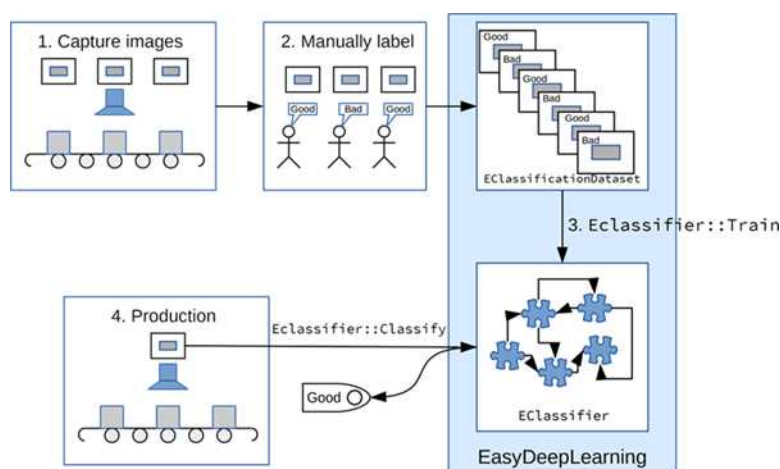 1. Capture images
2. Manually label
Good
Bad
Good
Good
Bad
Good
Bad
Good
Bad
EClassificationDataset
3. Eclassifier::Train
4. Production
Eclassifier::Classify
Good
EClassifier
EasyDeepLearning